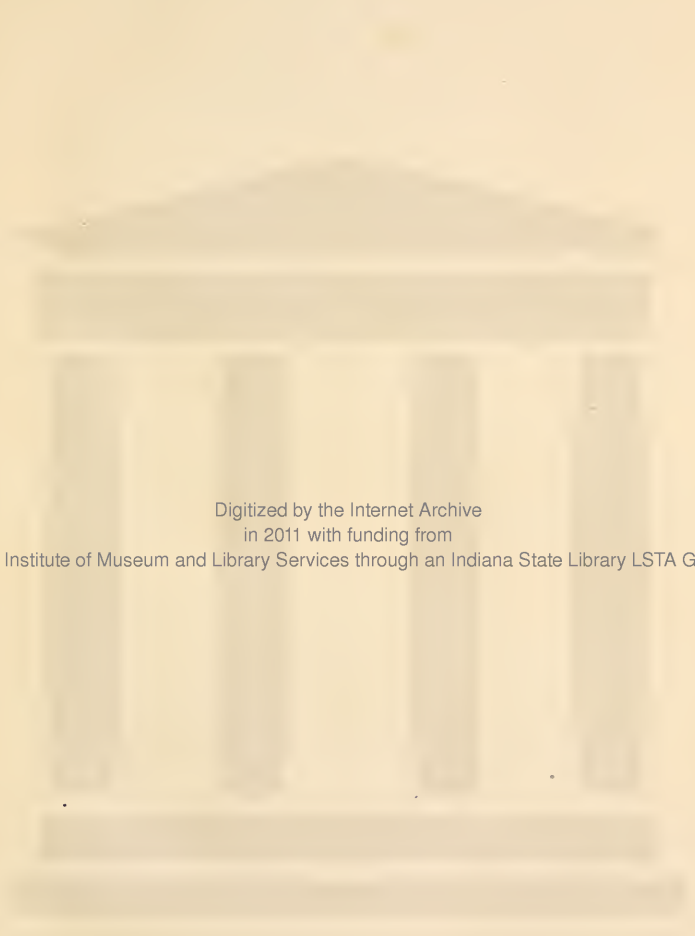 Digitized by the Internet Archive
in 2011 with funding from
Institute of Museum and Library Services through an Indiana State Library LSTA G